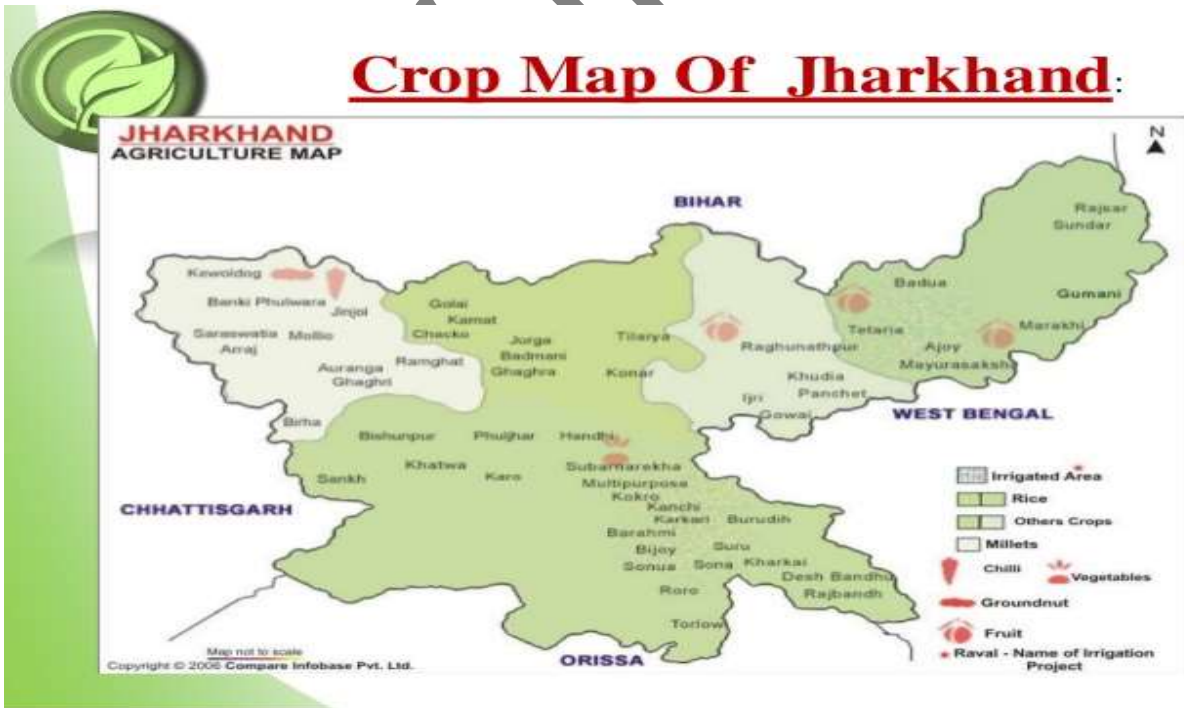 Crop Map Of Jharkhand:
JHARKHAND
AGRICULTURE MAP
N
BIHAR
Rajsar
Sundar
Kewoldng
Badua
Banki Phulwara
Jinjol
Golai
Kamat
Gumani
Saraswatia
Mollio
Chacko
Jorga
Tilarya
Tetaria
Marakhi
Arraj
Badmani
Raghunathpur
Ajoy
Auranga
Ramghat
Ghaghra
Konar
Mayurasakshi
Ghaghri
Khudia
Ijri
Panchet
Birha
Gowai
WEST BENGAL
Bishunpur
Phuljhar
Handhi
Sankh
Khatwa
Karo
Subarnarekha
Multipurpose
Kokro
Kanchi
CHHATTISGARH
Karkari
Burudih
Barahmi
Bijoy
Suru
Sonua
Sona
Kharkai
Desh Bandhu
Roro
Rajbandh
Torlow
Irrigated Area
Rice
Others Crops
Millets
Chilli
Vegetables
Groundnut
Fruit
Raval - Name of Irrigation
Project
Map not to scale
Copyright © 2006 Compare Infobase Pvt. Ltd.
ORISSA